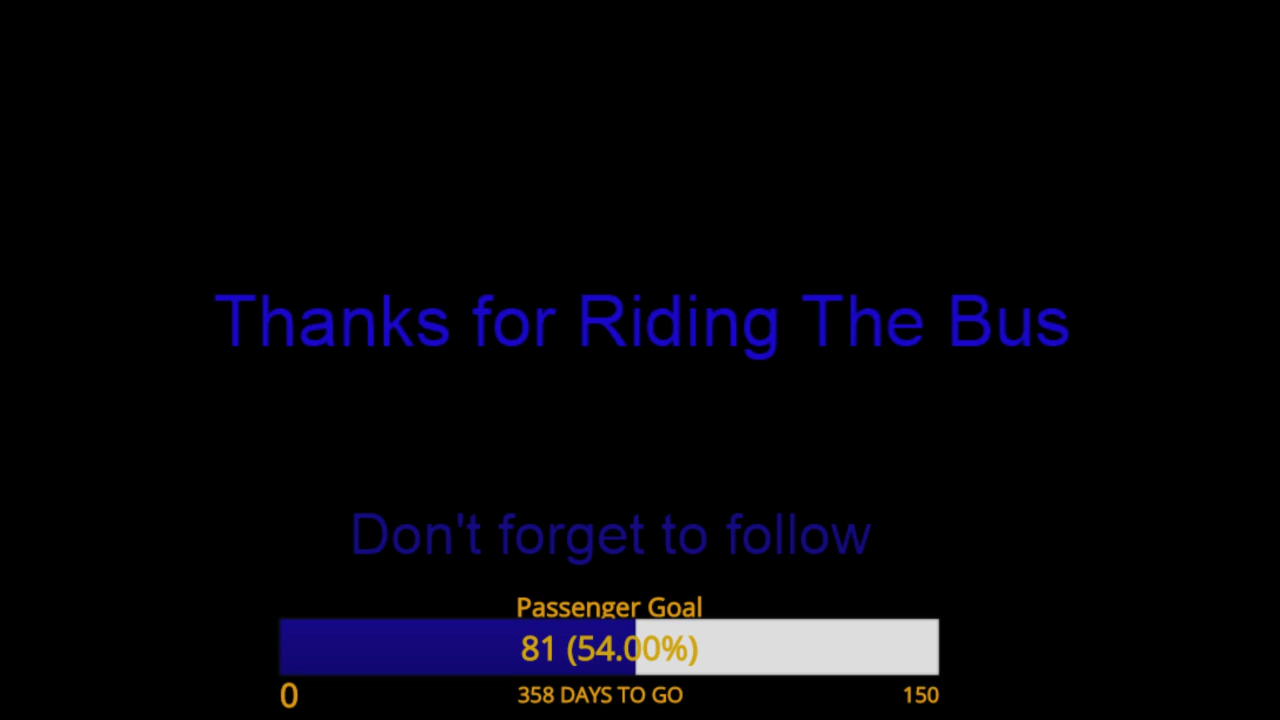 Thanks for Riding The Bus
Don't forget to follow
Passenger Goal
81 (54.00%)
0 358 DAYS TO GO 150